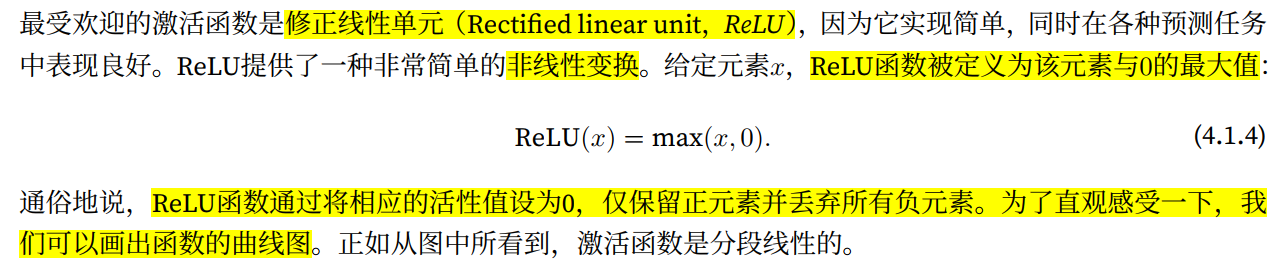 最受欢迎的激活函数是修正线性单元（Rectified linear unit，ReLU），因为它实现简单，同时在各种预测任务
中表现良好。ReLU提供了一种非常简单的非线性变换。给定元素x，ReLU函数被定义为该元素与0的最大值：
ReLU(x) = max(x, 0). (4.1.4)
通俗地说，ReLU函数通过将相应的活性值设为0，仅保留正元素并丢弃所有负元素。为了直观感受一下，我
们可以画出函数的曲线图。正如从图中所看到，激活函数是分段线性的。